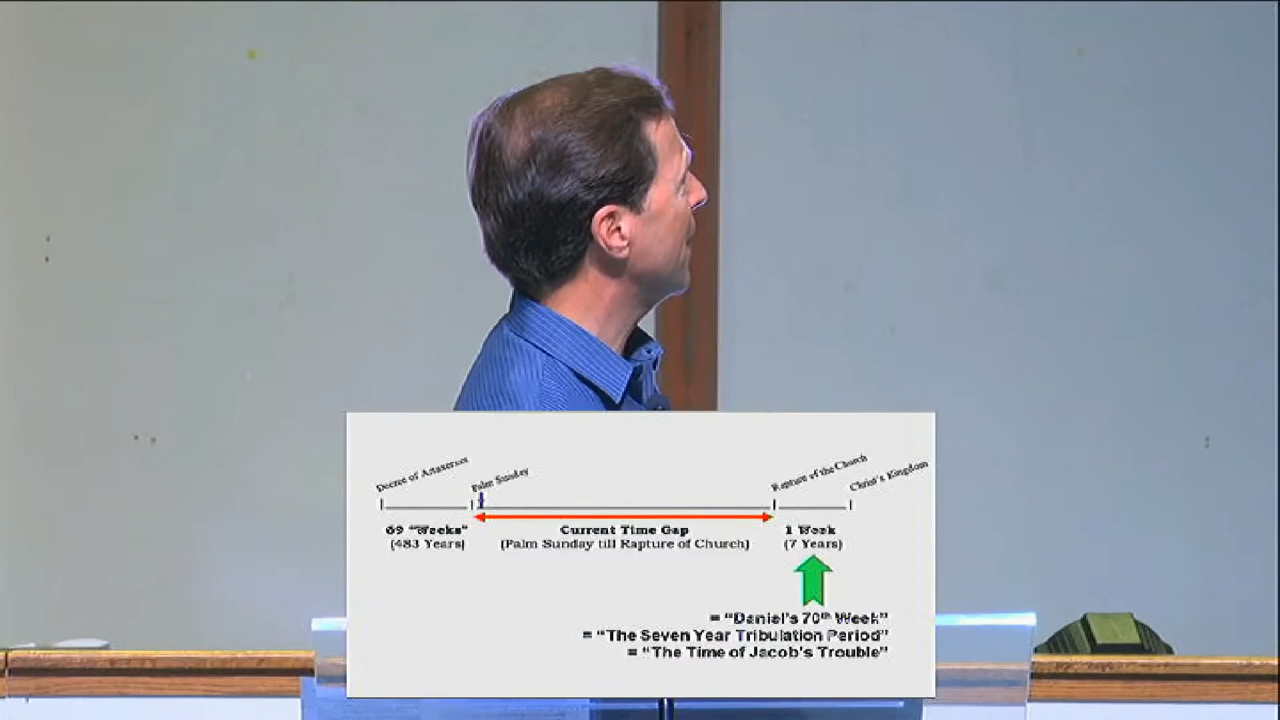 Decree of Artaxerxes
Palm Sunday
Rapture of the Church
Christ's Kingdom
69 "Weeks"
(483 Years)
Current Time Gap
(Palm Sunday till Rapture of Church)
1 Week
(7 Years)
= "Daniel's 70th Week"
= "The Seven Year Tribulation Period"
= "The Time of Jacob's Trouble"